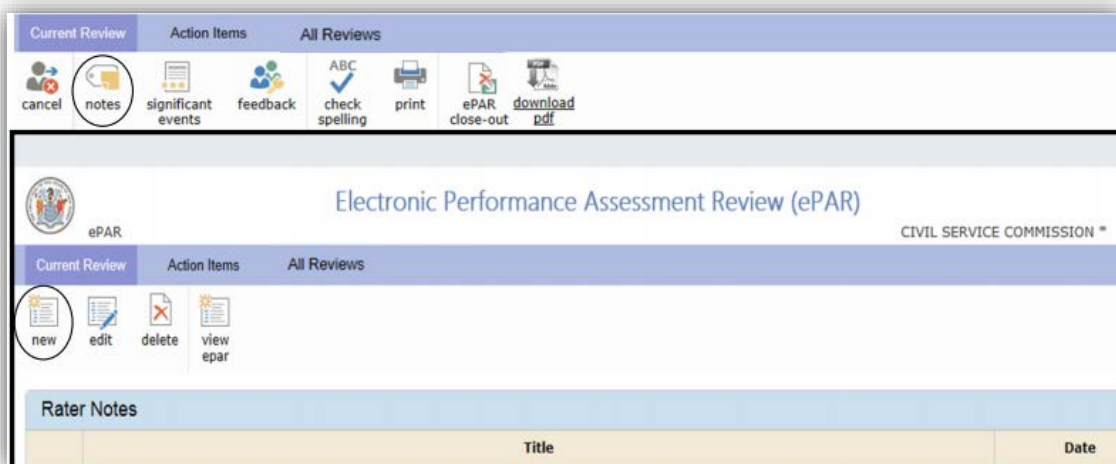 Current Review Action Items All Reviews
cancel notes significant events feedback ABC check spelling print ePAR close-out PDF download pdf
Electronic Performance Assessment Review (ePAR)
ePAR
CIVIL SERVICE COMMISSION *
Current Review Action Items All Reviews
new edit delete view epar
Rater Notes
Title Date